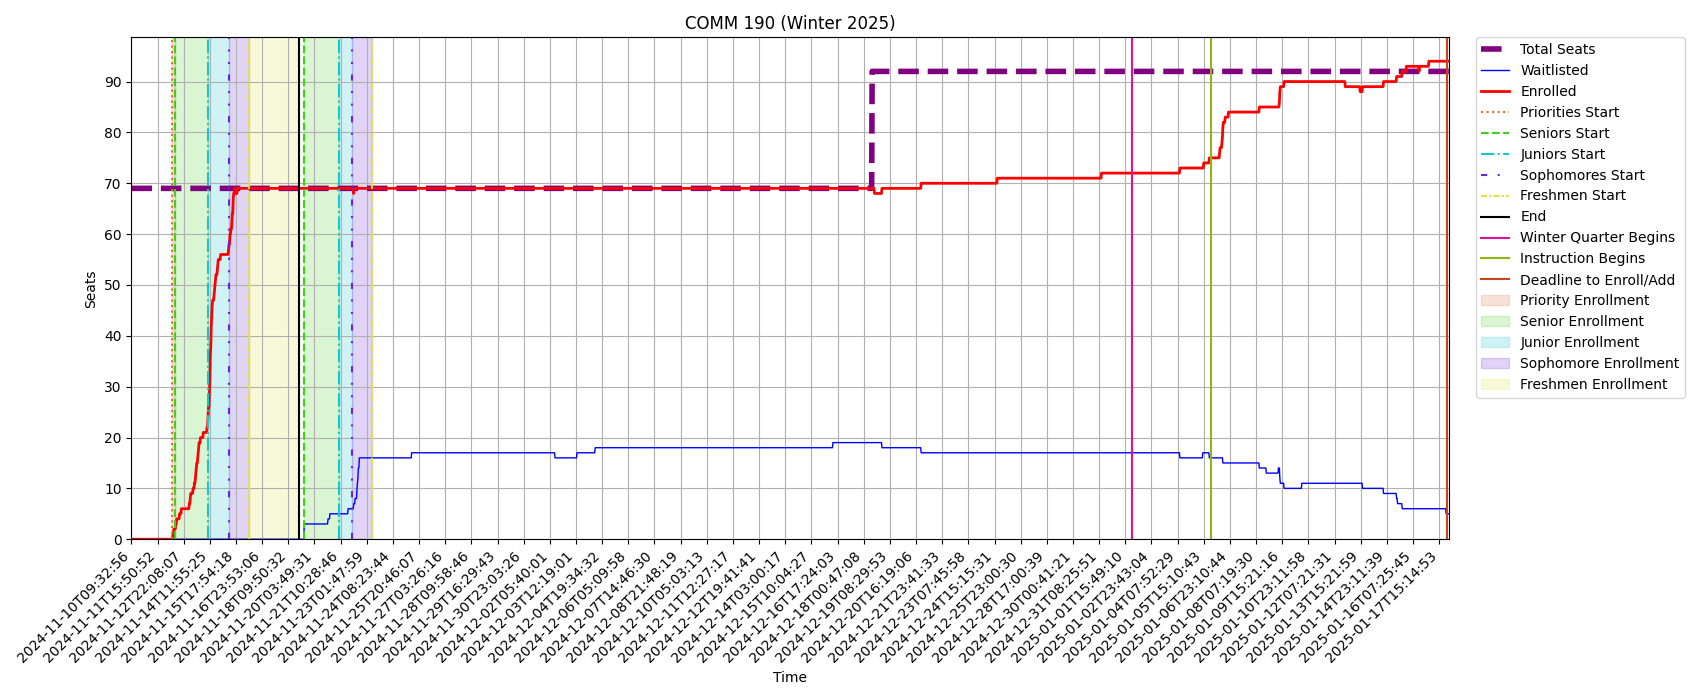 COMM 190 (Winter 2025)
Seats
90
80
70
60
50
40
30
20
10
0
2024-11-10T09:32:56
2024-11-11T15:50:52
2024-11-12T22:08:07
2024-11-14T11:55:25
2024-11-15T17:54:18
2024-11-16T23:53:06
2024-11-18T09:50:32
2024-11-20T03:49:31
2024-11-21T10:28:46
2024-11-23T01:47:59
2024-11-24T08:23:44
2024-11-25T20:46:07
2024-11-27T03:26:16
2024-11-28T09:58:46
2024-11-29T16:29:43
2024-11-30T23:03:26
2024-12-02T05:40:01
2024-12-03T12:19:01
2024-12-04T19:34:32
2024-12-06T05:09:58
2024-12-07T14:46:30
2024-12-08T21:48:19
2024-12-10T05:03:13
2024-12-11T12:27:17
2024-12-12T19:41:41
2024-12-14T03:00:17
2024-12-15T10:04:27
2024-12-16T17:24:03
2024-12-18T00:47:08
2024-12-19T08:29:53
2024-12-20T16:19:06
2024-12-21T23:41:33
2024-12-23T07:45:58
2024-12-24T15:15:31
2024-12-25T23:00:30
2024-12-28T17:00:39
2024-12-30T00:41:21
2024-12-31T08:25:51
2025-01-01T15:49:10
2025-01-02T23:43:04
2025-01-04T07:52:29
2025-01-05T15:10:43
2025-01-06T23:10:44
2025-01-08T07:19:30
2025-01-09T15:21:16
2025-01-10T23:11:58
2025-01-12T07:21:31
2025-01-13T15:21:59
2025-01-14T23:11:39
2025-01-16T07:25:45
2025-01-17T15:14:53
Time
Total Seats
Waitlisted
Enrolled
Priorities Start
Seniors Start
Juniors Start
Sophomores Start
Freshmen Start
End
Winter Quarter Begins
Instruction Begins
Deadline to Enroll/Add
Priority Enrollment
Senior Enrollment
Junior Enrollment
Sophomore Enrollment
Freshmen Enrollment